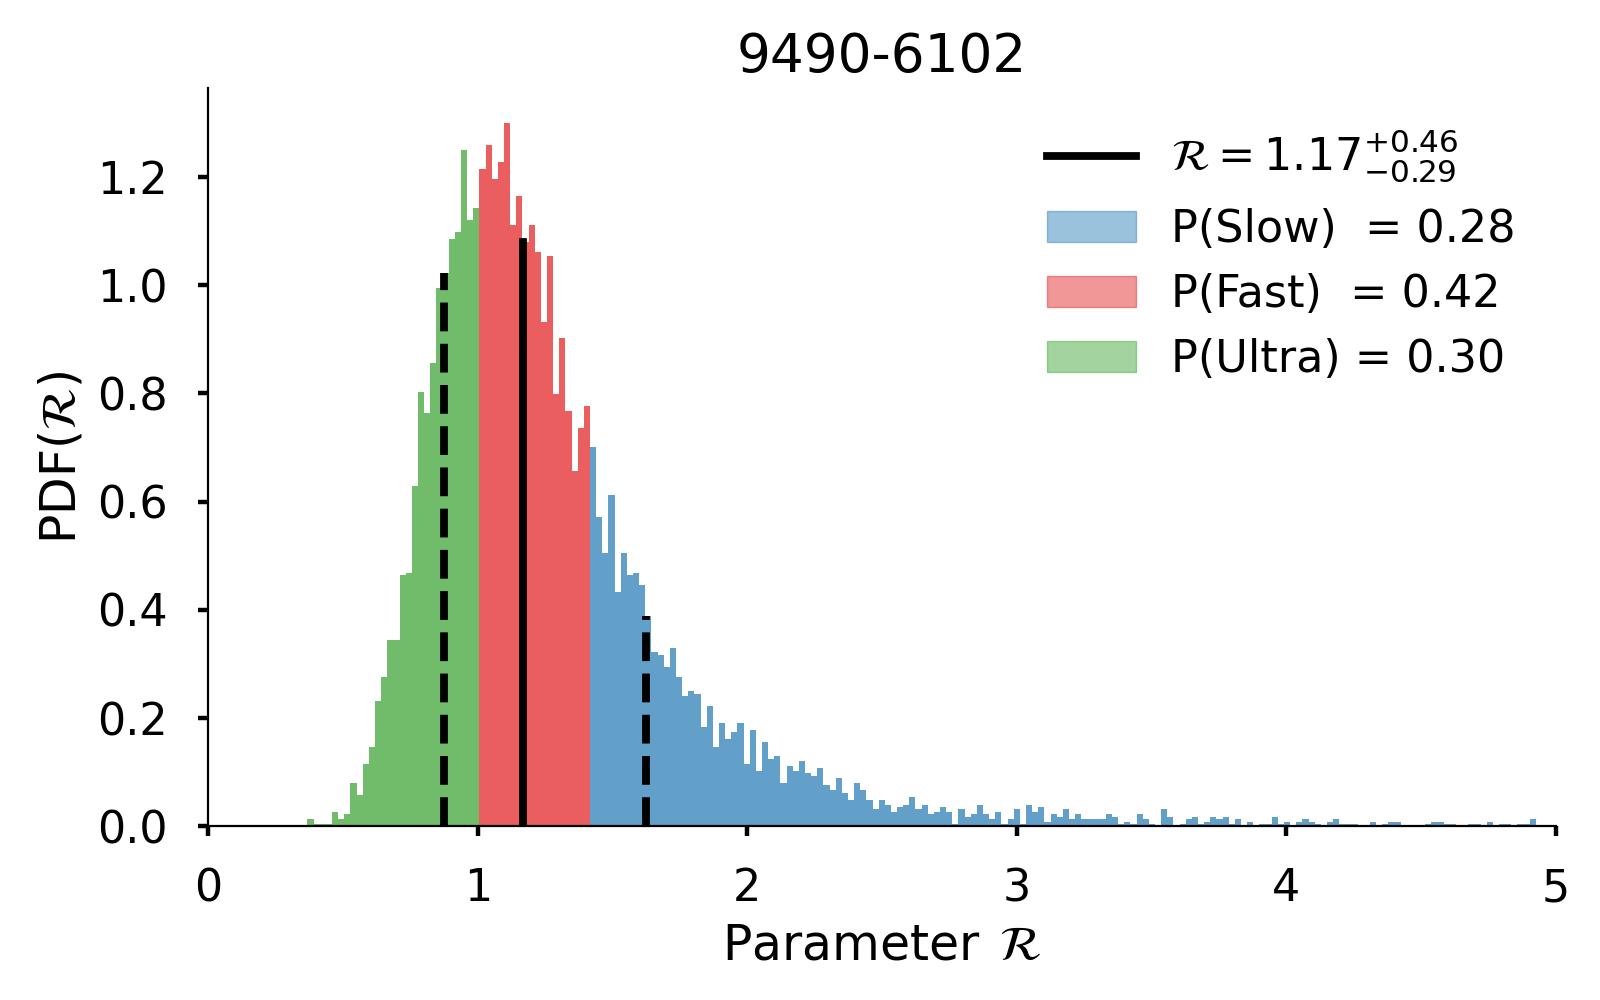 9490-6102
ℛ = 1.17+0.46−0.29
P(Slow) = 0.28
P(Fast) = 0.42
P(Ultra) = 0.30
PDF(ℛ)
1.2
1.0
0.8
0.6
0.4
0.2
0.0
0 1 2 3 4 5
Parameter ℛ